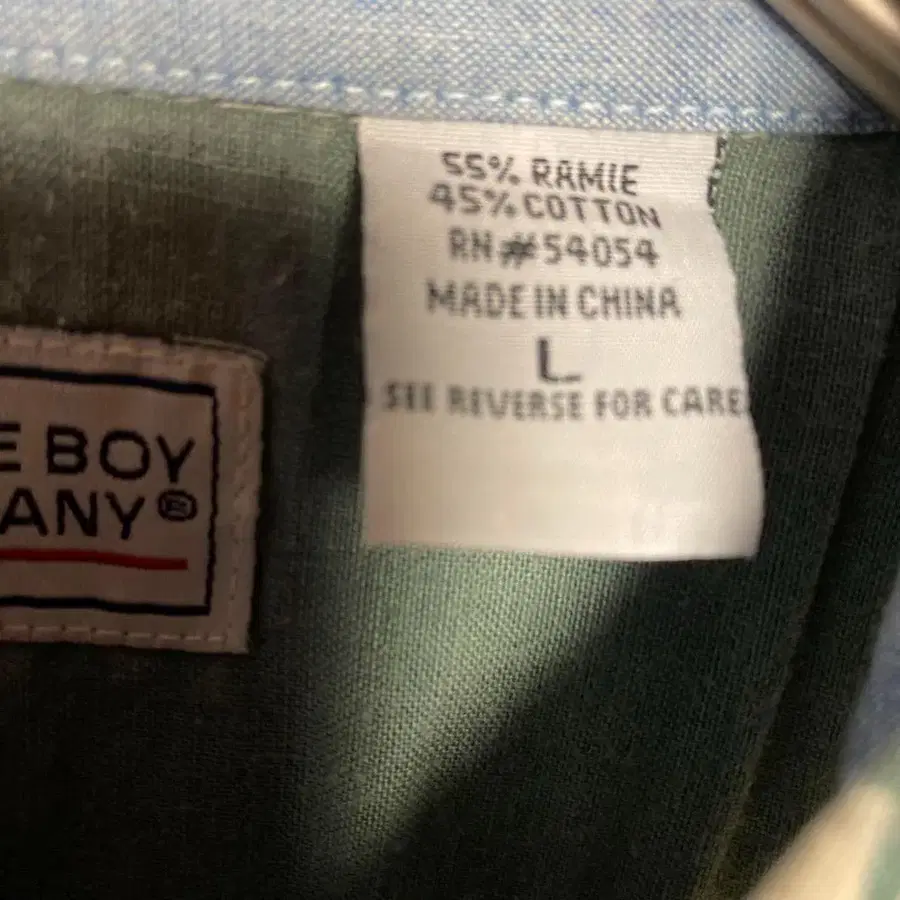 55% RAMIE
45% COTTON
RN#54054
MADE IN CHINA
L
SEE REVERSE FOR CARE
E BOY
ANY®